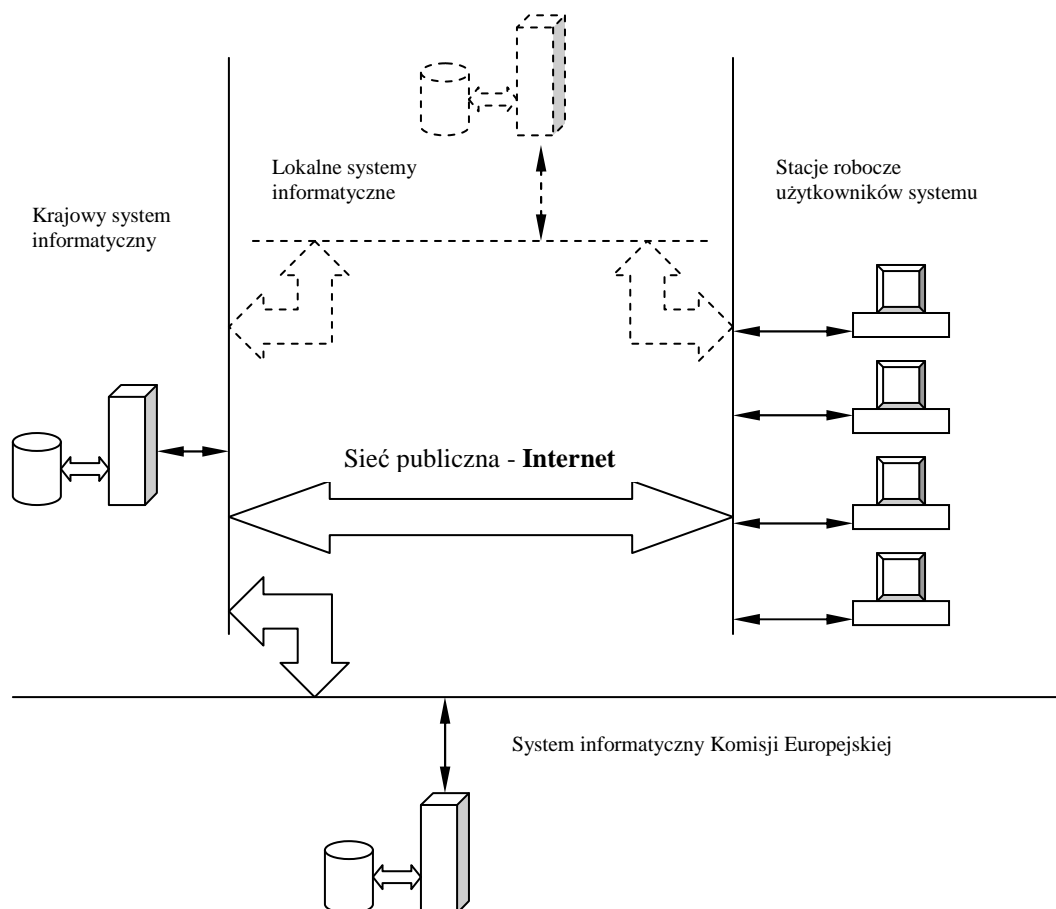 Lokalne systemy
informatyczne
Stacje robocze
użytkowników systemu
Krajowy system
informatyczny
Sieć publiczna - Internet
System informatyczny Komisji Europejskiej